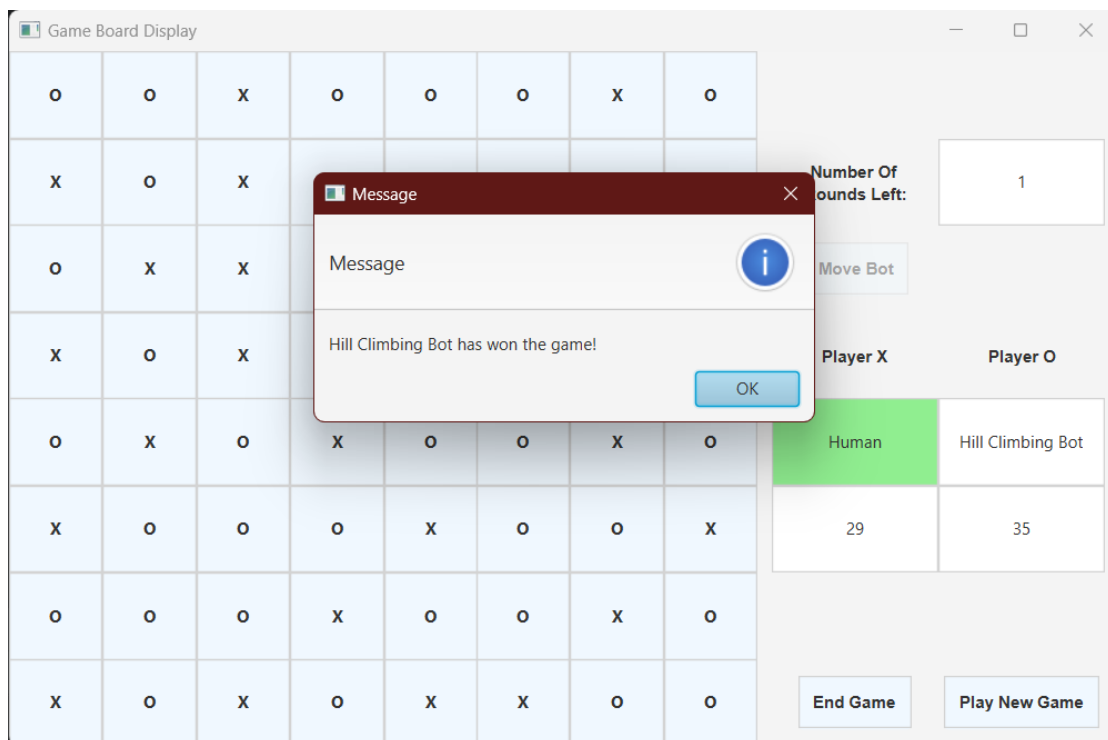 Game Board Display
O O X O O O X O
X O X
Number Of
ounds Left:
1
Message
O X X
Message
Move Bot
X O X
Hill Climbing Bot has won the game!
OK
Player X Player O
O X O X O O X O
Human Hill Climbing Bot
X O O O X O O X
29 35
O O O X O O X O
X O X O X X O O
End Game Play New Game